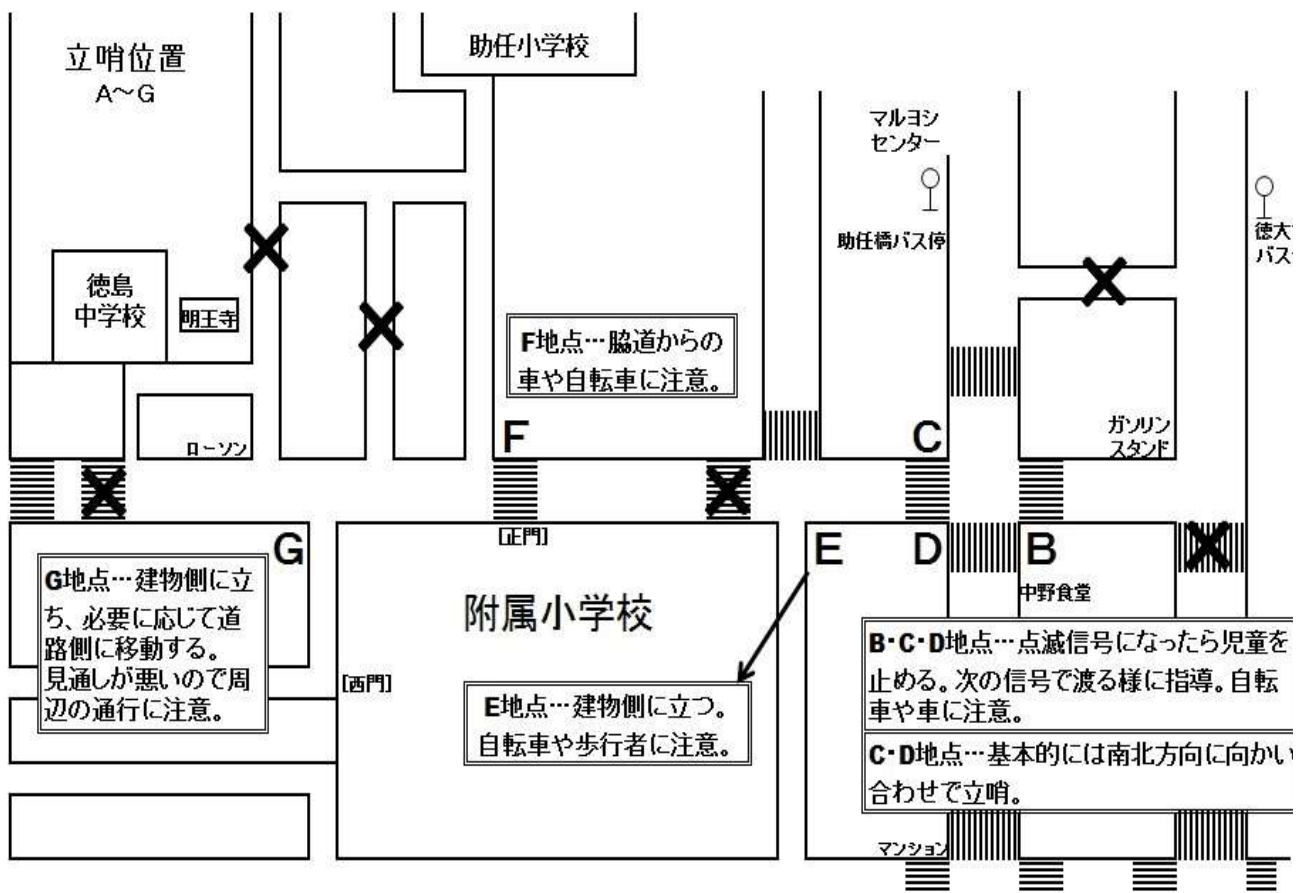 立哨位置
A～G
助任小学校
マルヨシ
センター
助任橋バス停
徳大
バス
徳島
中学校
明王寺
F地点…脇道からの
車や自転車に注意。
ローソン
F
C
ガソリン
スタンド
[正門]
G
E
D
B
中野食堂
G地点…建物側に立
ち、必要に応じて道
路側に移動する。
見通しが悪いので周
辺の通行に注意。
附属小学校
[西門]
E地点…建物側に立つ。
自転車や歩行者に注意。
B・C・D地点…点滅信号になったら児童を
止める。次の信号で渡る様に指導。自転
車や車に注意。
C・D地点…基本的には南北方向に向かい
合わせで立哨。
マンション